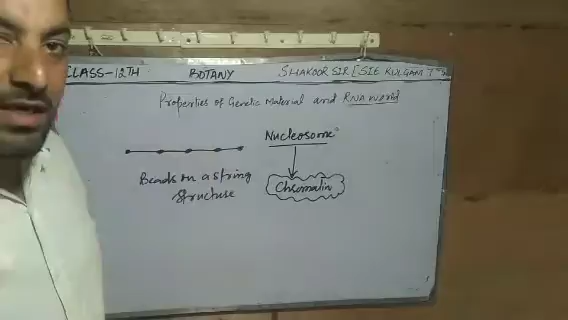 CLASS-12TH BOTANY SHAKOOR SIR [SIE KULGAM
Properties of Genetic Material and RNA World
Nucleosome
Beads on a string
structure
Chromatin